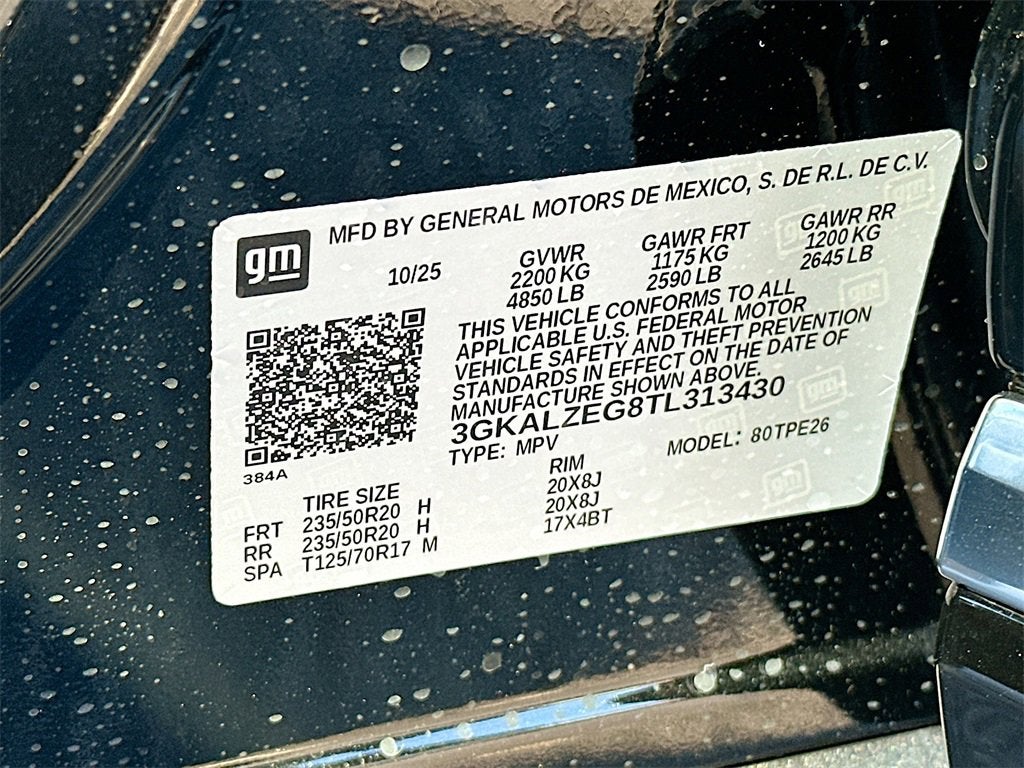 gm
MFD BY GENERAL MOTORS DE MEXICO, S. DE R.L. DE C.V.
10/25
GVWR
2200 KG
4850 LB
GAWR FRT
1175 KG
2590 LB
GAWR RR
1200 KG
2645 LB
THIS VEHICLE CONFORMS TO ALL
APPLICABLE U.S. FEDERAL MOTOR
VEHICLE SAFETY AND THEFT PREVENTION
STANDARDS IN EFFECT ON THE DATE OF
MANUFACTURE SHOWN ABOVE.
3GKALZEG8TL313430
TYPE: MPV MODEL: 80TPE26
384A
TIRE SIZE RIM
FRT 235/50R20 H 20X8J
RR 235/50R20 H 20X8J
SPA T125/70R17 M 17X4BT